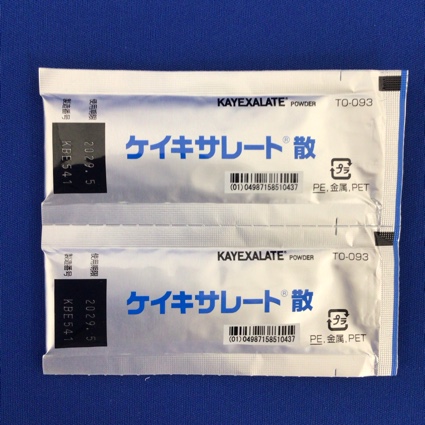 KAYEXALATE® POWDER TO-093
ケイキサレート®散
使用期限 2029.5
製造番号 KBE541
(01)04987158510437
プラ
PE,金属,PET
KAYEXALATE® POWDER TO-093
ケイキサレート®散
使用期限 2029.5
製造番号 KBE541
(01)04987158510437
プラ
PE,金属,PET